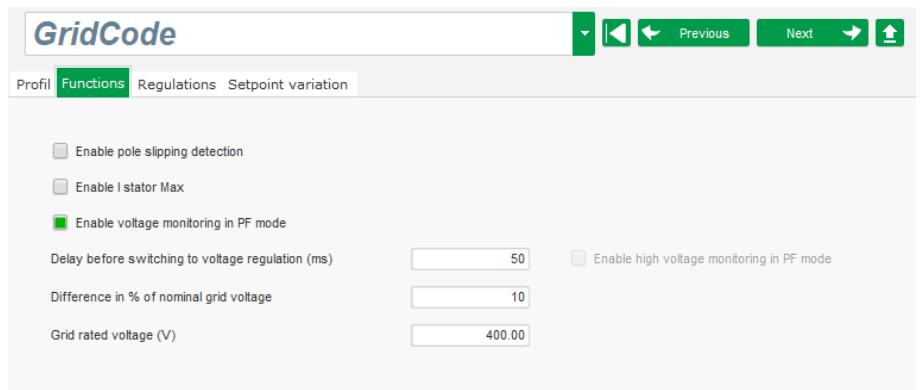 GridCode
Previous
Next
Profil Functions Regulations Setpoint variation
Enable pole slipping detection
Enable I stator Max
Enable voltage monitoring in PF mode
Delay before switching to voltage regulation (ms) 50 Enable high voltage monitoring in PF mode
Difference in % of nominal grid voltage 10
Grid rated voltage (V) 400.00